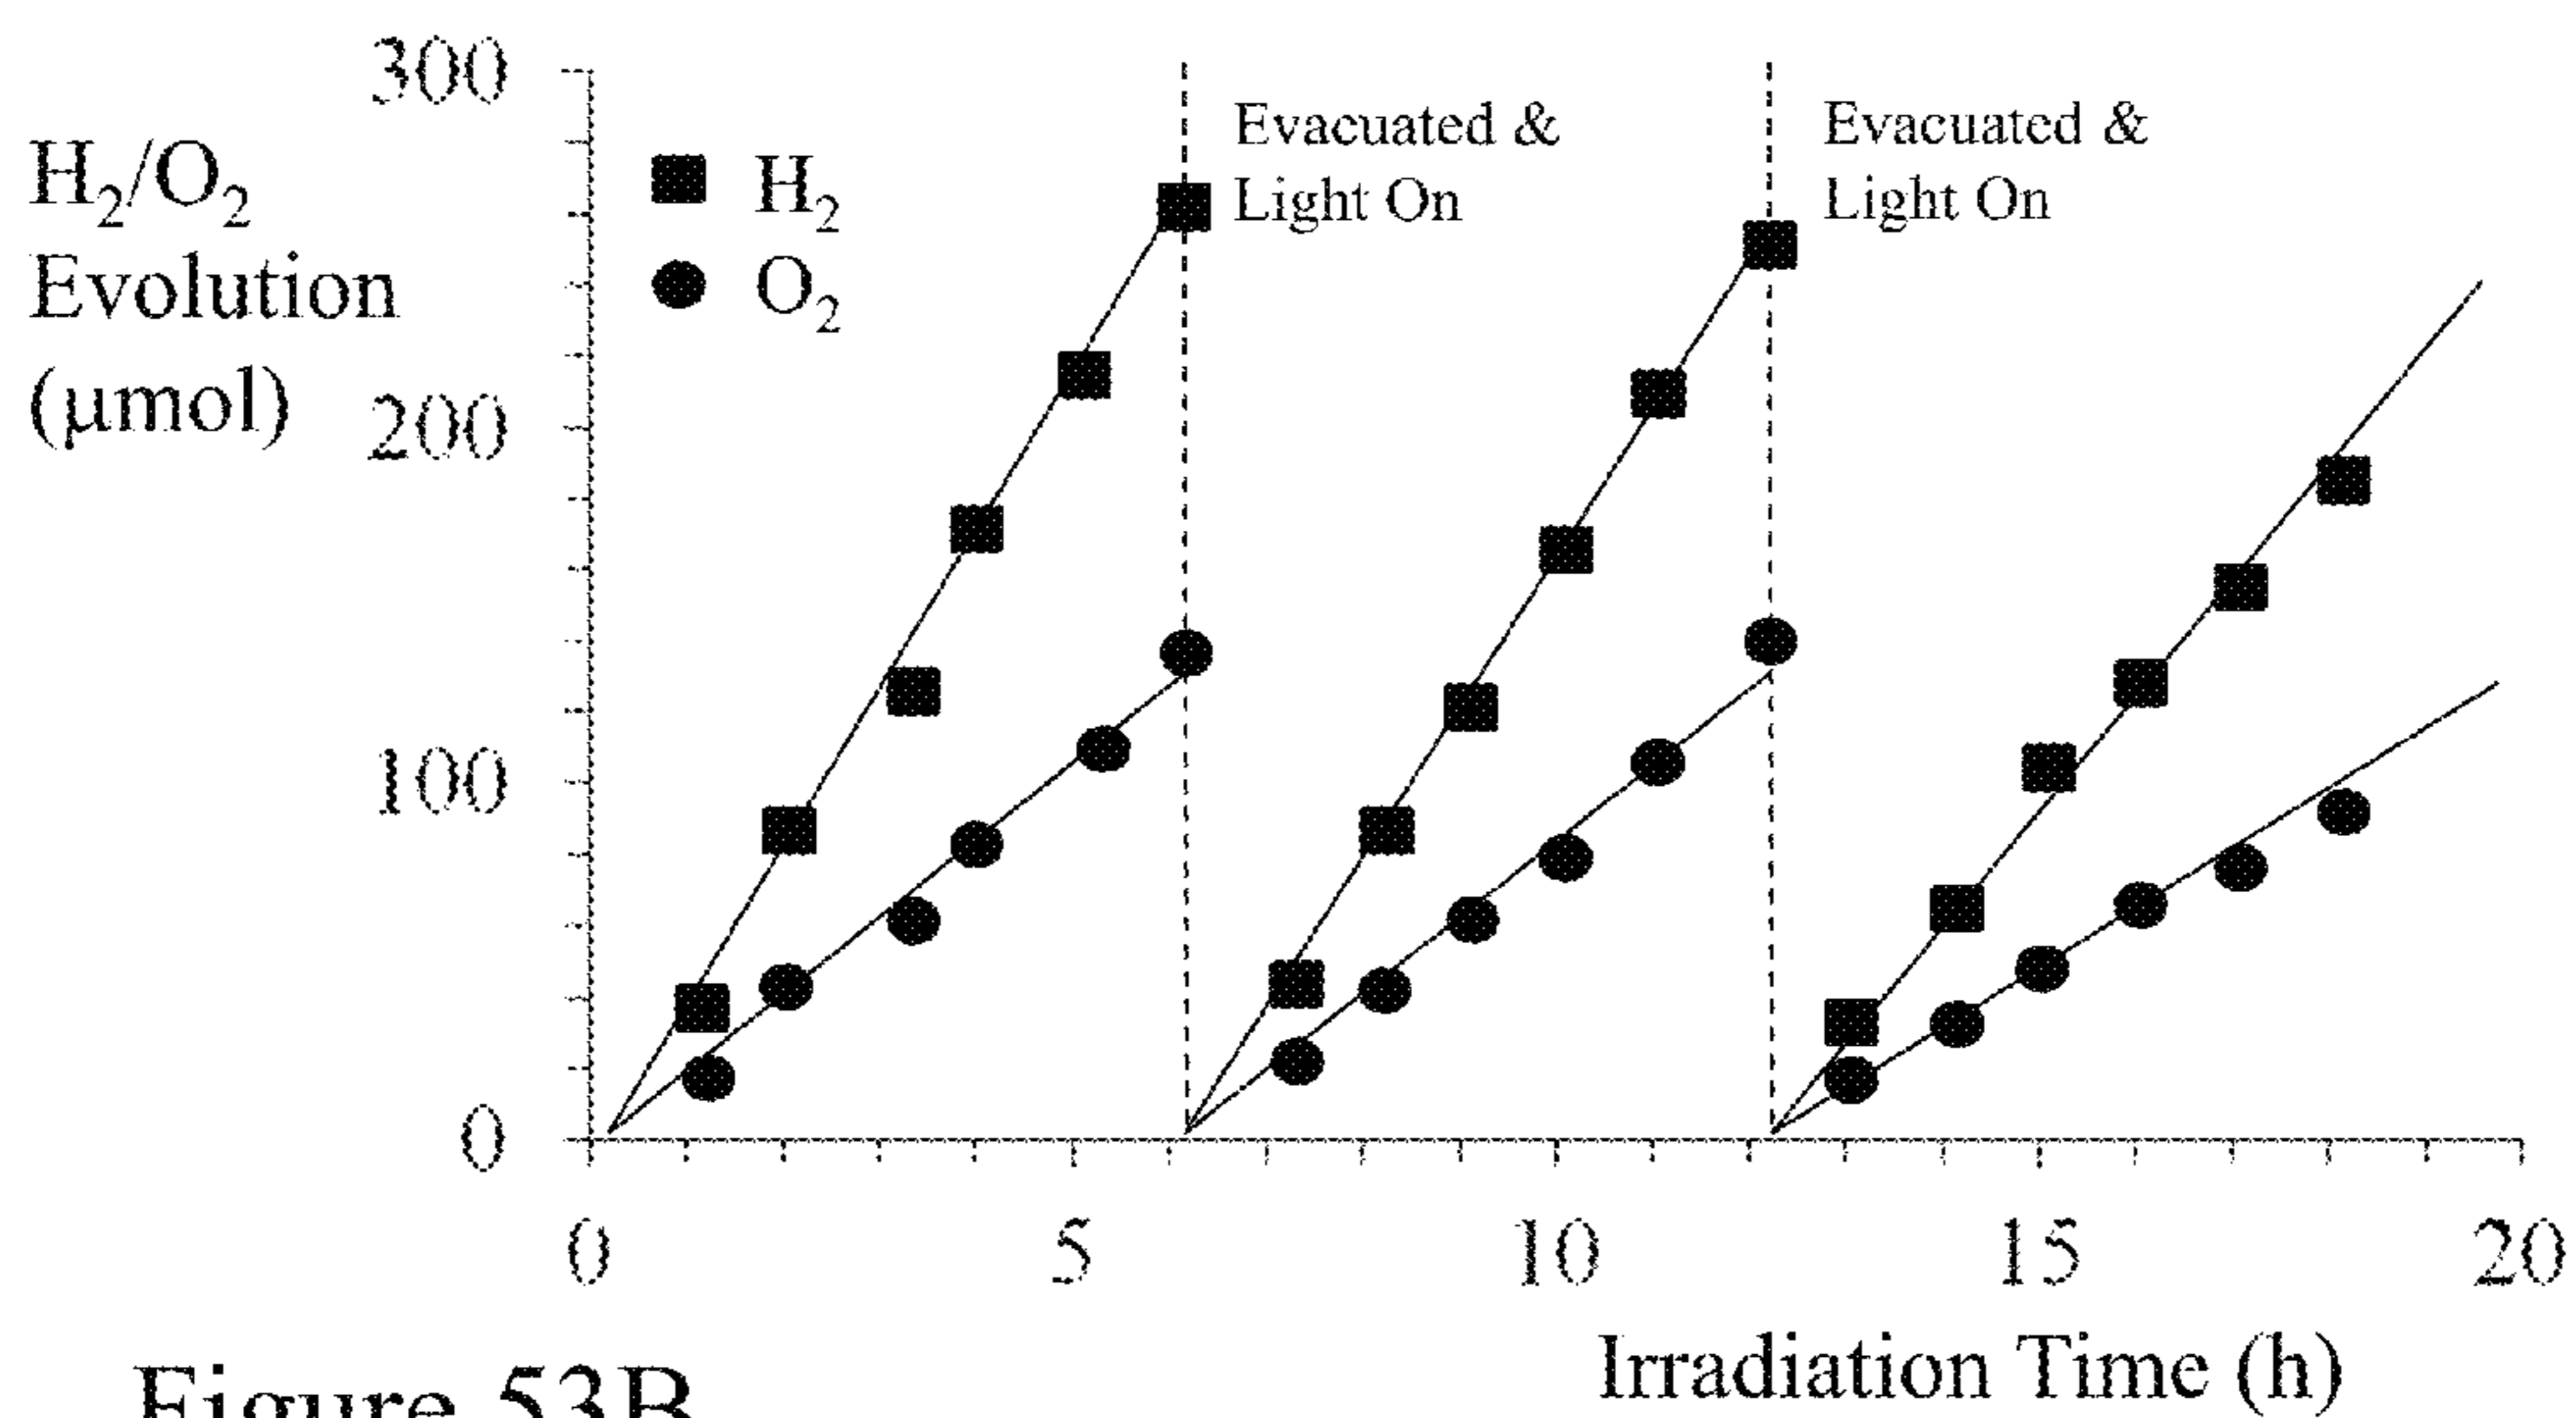 300
H₂/O₂
Evolution
(μmol)
200
100
0
H₂
O₂
Evacuated &
Light On
Evacuated &
Light On
0 5 10 15 20
Irradiation Time (h)
Figure 53B